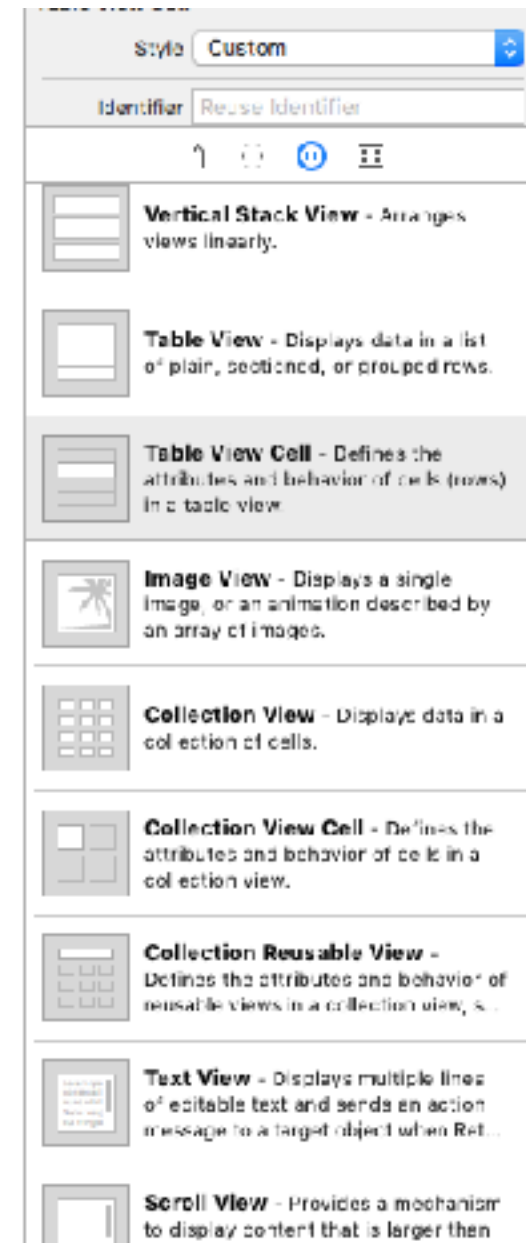 Table View Cell
Style Custom
Identifier Reuse Identifier
Vertical Stack View - Arranges
views linearly.
Table View - Displays data in a list
of plain, sectioned, or grouped rows.
Table View Cell - Defines the
attributes and behavior of cells (rows)
in a table view.
Image View - Displays a single
image, or an animation described by
an array of images.
Collection View - Displays data in a
collection of cells.
Collection View Cell - Defines the
attributes and behavior of cells in a
collection view.
Collection Reusable View -
Defines the attributes and behavior of
reusable views in a collection view, s...
Text View - Displays multiple lines
of editable text and sends an action
message to a target object when Ret...
Scroll View - Provides a mechanism
to display content that is larger than